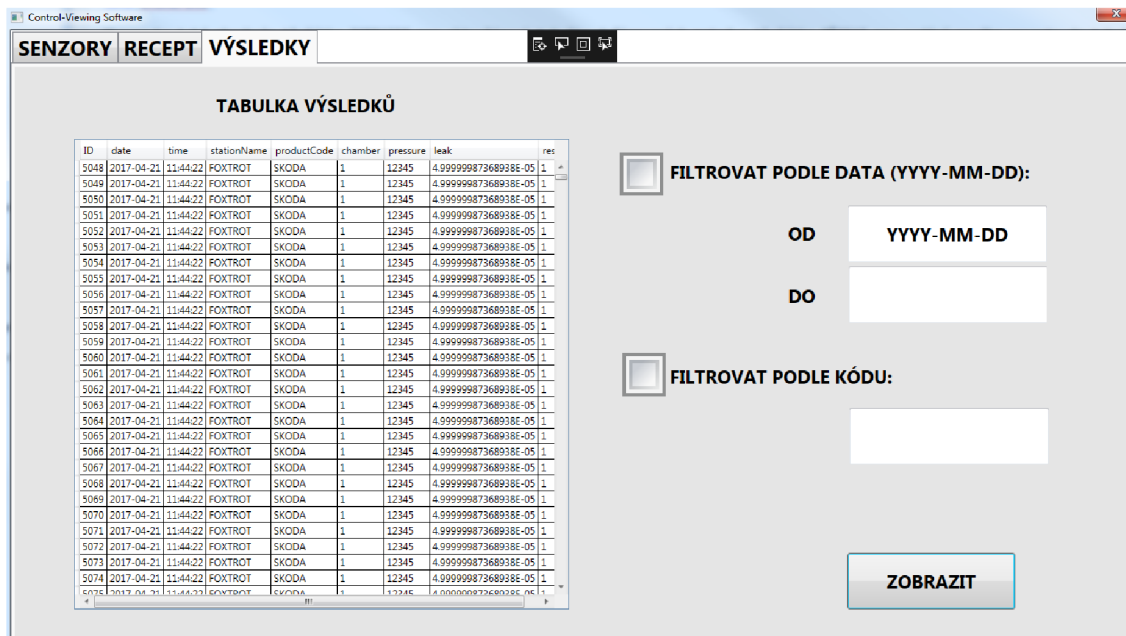 Control-Viewing Software
SENZORY RECEPT VÝSLEDKY
TABULKA VÝSLEDKŮ
ID date time stationName productCode chamber pressure leak res
5048 2017-04-21 11:44:22 FOXTROT SKODA 1 12345 4.99999987368938E-05 1
5049 2017-04-21 11:44:22 FOXTROT SKODA 1 12345 4.99999987368938E-05 1
5050 2017-04-21 11:44:22 FOXTROT SKODA 1 12345 4.99999987368938E-05 1
5051 2017-04-21 11:44:22 FOXTROT SKODA 1 12345 4.99999987368938E-05 1
5052 2017-04-21 11:44:22 FOXTROT SKODA 1 12345 4.99999987368938E-05 1
5053 2017-04-21 11:44:22 FOXTROT SKODA 1 12345 4.99999987368938E-05 1
5054 2017-04-21 11:44:22 FOXTROT SKODA 1 12345 4.99999987368938E-05 1
5055 2017-04-21 11:44:22 FOXTROT SKODA 1 12345 4.99999987368938E-05 1
5056 2017-04-21 11:44:22 FOXTROT SKODA 1 12345 4.99999987368938E-05 1
5057 2017-04-21 11:44:22 FOXTROT SKODA 1 12345 4.99999987368938E-05 1
5058 2017-04-21 11:44:22 FOXTROT SKODA 1 12345 4.99999987368938E-05 1
5059 2017-04-21 11:44:22 FOXTROT SKODA 1 12345 4.99999987368938E-05 1
5060 2017-04-21 11:44:22 FOXTROT SKODA 1 12345 4.99999987368938E-05 1
5061 2017-04-21 11:44:22 FOXTROT SKODA 1 12345 4.99999987368938E-05 1
5062 2017-04-21 11:44:22 FOXTROT SKODA 1 12345 4.99999987368938E-05 1
5063 2017-04-21 11:44:22 FOXTROT SKODA 1 12345 4.99999987368938E-05 1
5064 2017-04-21 11:44:22 FOXTROT SKODA 1 12345 4.99999987368938E-05 1
5065 2017-04-21 11:44:22 FOXTROT SKODA 1 12345 4.99999987368938E-05 1
5066 2017-04-21 11:44:22 FOXTROT SKODA 1 12345 4.99999987368938E-05 1
5067 2017-04-21 11:44:22 FOXTROT SKODA 1 12345 4.99999987368938E-05 1
5068 2017-04-21 11:44:22 FOXTROT SKODA 1 12345 4.99999987368938E-05 1
5069 2017-04-21 11:44:22 FOXTROT SKODA 1 12345 4.99999987368938E-05 1
5070 2017-04-21 11:44:22 FOXTROT SKODA 1 12345 4.99999987368938E-05 1
5071 2017-04-21 11:44:22 FOXTROT SKODA 1 12345 4.99999987368938E-05 1
5072 2017-04-21 11:44:22 FOXTROT SKODA 1 12345 4.99999987368938E-05 1
5073 2017-04-21 11:44:22 FOXTROT SKODA 1 12345 4.99999987368938E-05 1
5074 2017-04-21 11:44:22 FOXTROT SKODA 1 12345 4.99999987368938E-05 1
5075 2017-04-21 11:44:22 FOXTROT SKODA 1 12345 4.99999987368938E-05 1
FILTROVAT PODLE DATA (YYYY-MM-DD):
OD YYYY-MM-DD
DO
FILTROVAT PODLE KÓDU:
ZOBRAZIT